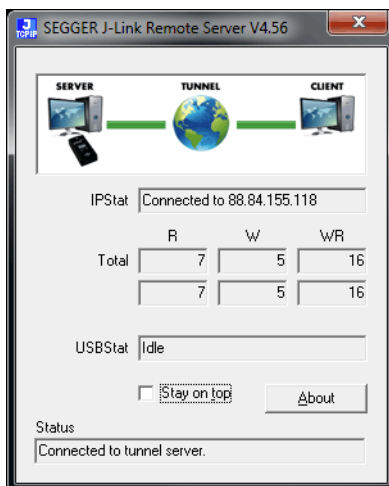 J
TCPIP
SEGGER J-Link Remote Server V4.56
SERVER TUNNEL CLIENT
IPStat Connected to 88.84.155.118
R W WR
Total 7 5 16
7 5 16
USBStat Idle
Stay on top About
Status
Connected to tunnel server.